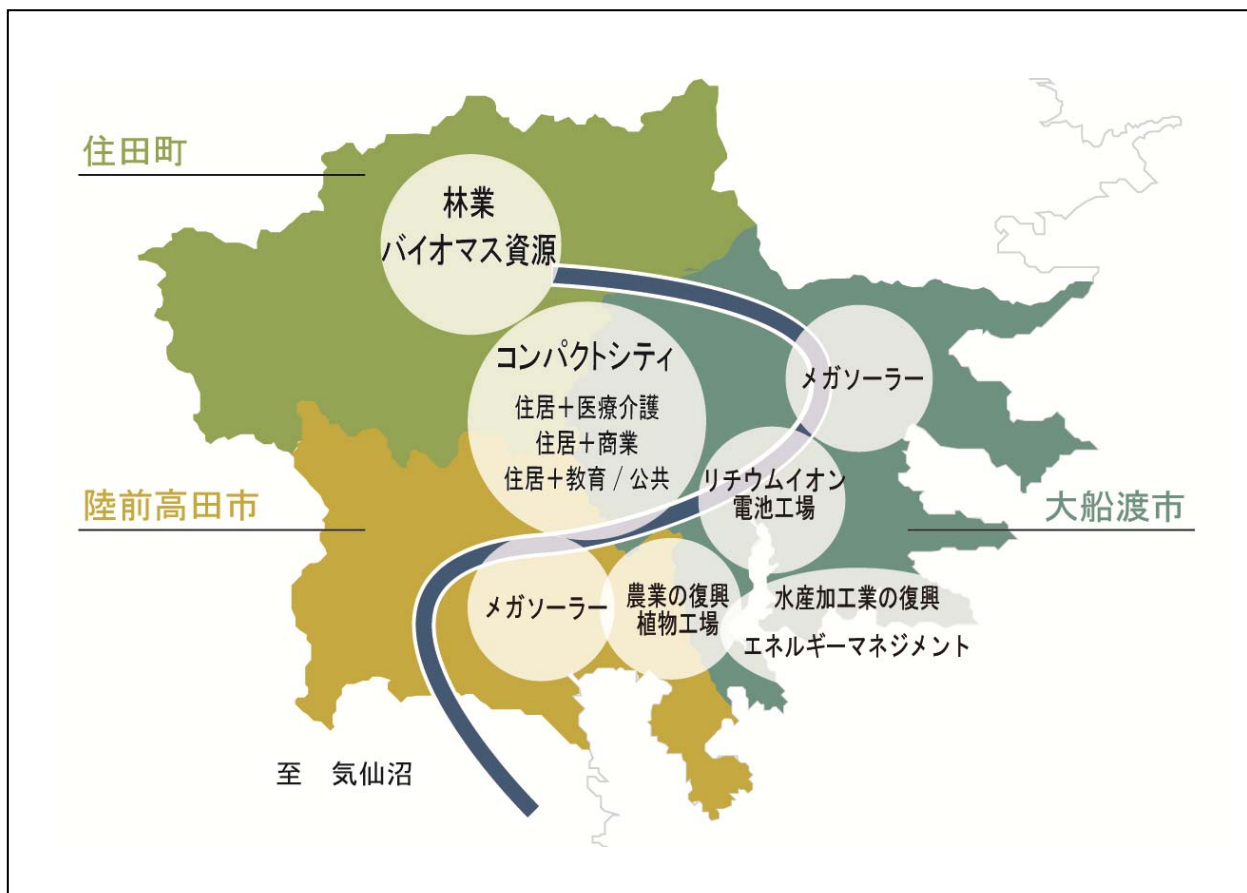 住田町
林業
バイオマス資源
コンパクトシティ
住居＋医療介護
住居＋商業
住居＋教育 / 公共
メガソーラー
リチウムイオン
電池工場
陸前高田市
大船渡市
メガソーラー
農業の復興
植物工場
水産加工業の復興
エネルギーマネジメント
至　気仙沼